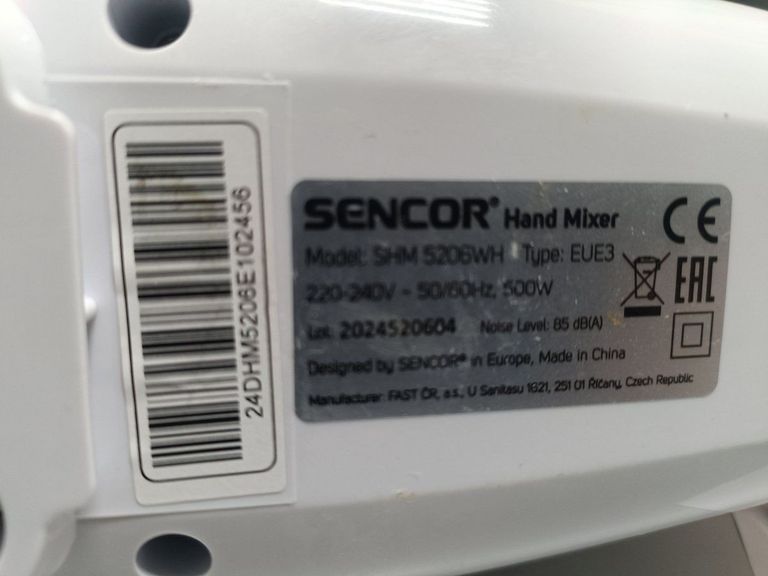 24DHM5206E102456
SENCOR® Hand Mixer
Model: SHM 5206WH Type: EUE3
220-240V ~ 50/60Hz, 500W
Lot: 2024520604 Noise Level: 85 dB(A)
Designed by SENCOR® in Europe, Made in China
Manufacturer: FAST ČR, a.s., U Sanitasu 1621, 251 01 Říčany, Czech Republic
CE
EAC